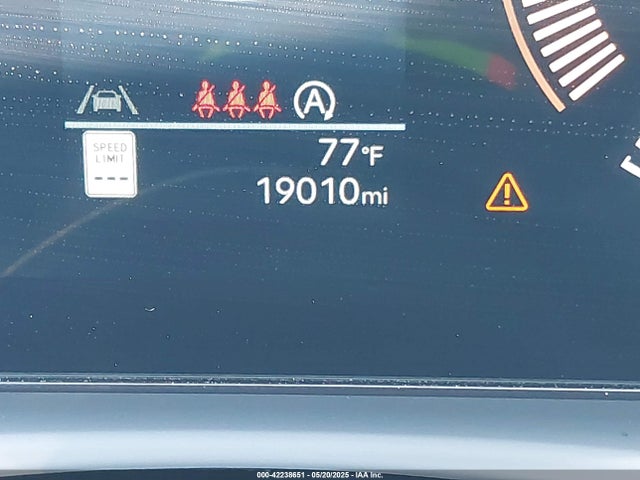 A
SPEED
LIMIT
---
77°F
19010mi
000-42238651 - 05/20/2025 - IAA Inc.